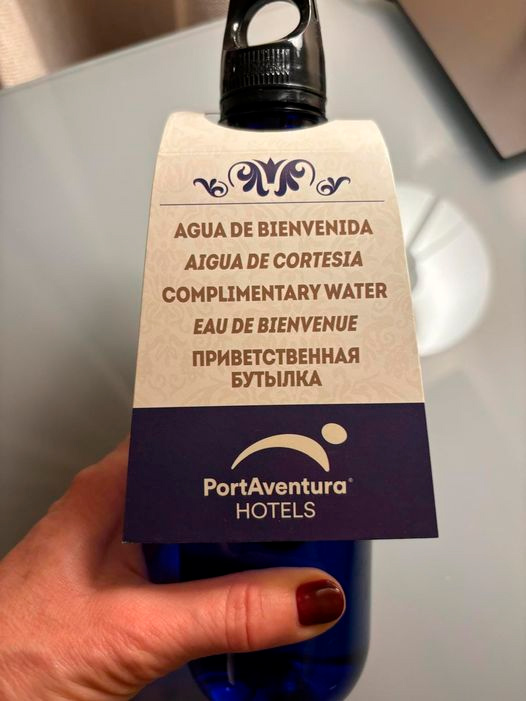 AGUA DE BIENVENIDA
AIGUA DE CORTESIA
COMPLIMENTARY WATER
EAU DE BIENVENUE
ПРИВЕТСТВЕННАЯ
БУТЫЛКА
PortAventura®
HOTELS